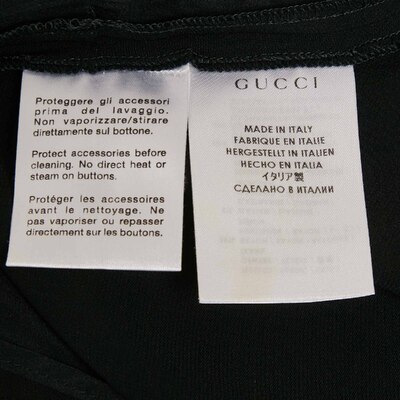 Proteggere gli accessori
prima del lavaggio.
Non vaporizzare/stirare
direttamente sul bottone.
Protect accessories before
cleaning. No direct heat or
steam on buttons.
Protéger les accessoires
avant le nettoyage. Ne
pas vaporiser ou repasser
directement sur les boutons.
GUCCI
MADE IN ITALY
FABRIQUE EN ITALIE
HERGESTELLT IN ITALIEN
HECHO EN ITALIA
イタリア製
СДЕЛАНО В ИТАЛИИ